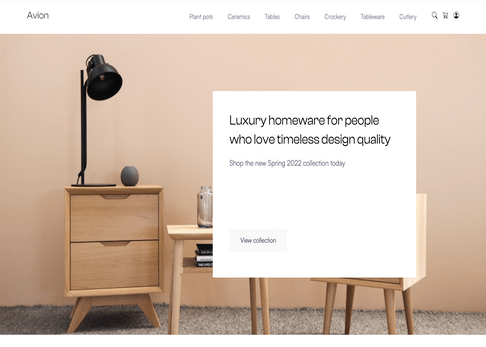 Avion
Plant pots Ceramics Tables Chairs Crockery Tableware Cutlery
Luxury homeware for people
who love timeless design quality
Shop the new Spring 2022 collection today
View collection